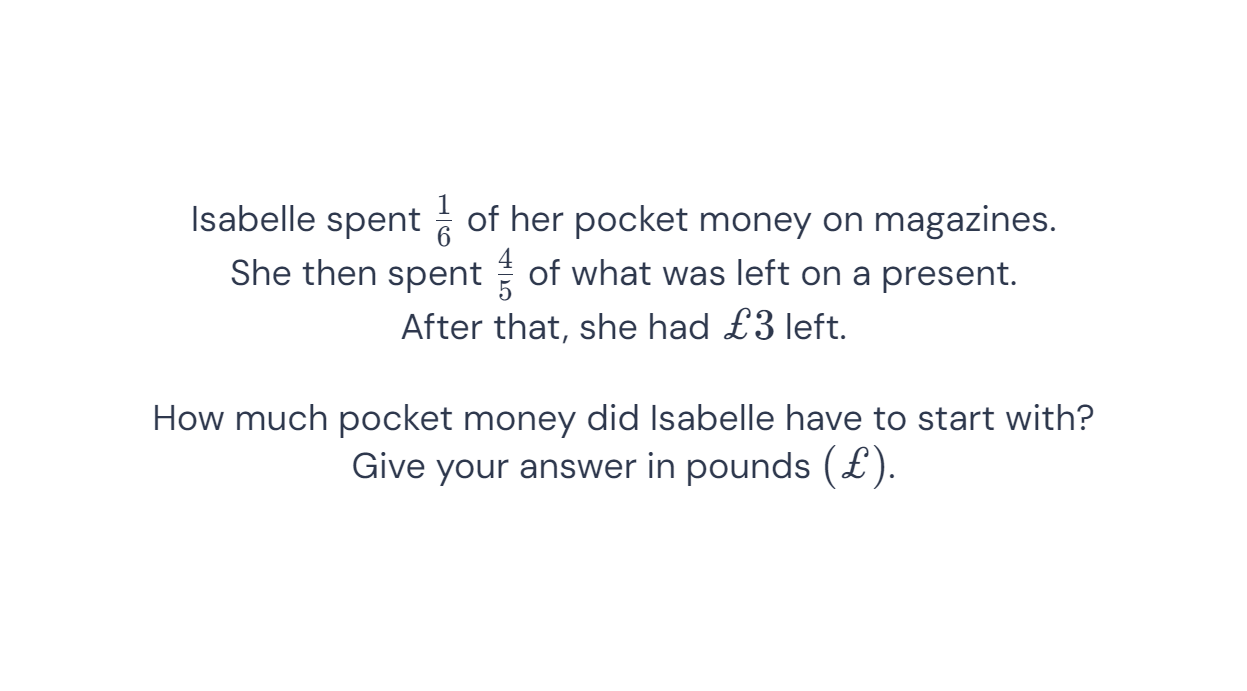 Isabelle spent \frac{1}{6} of her pocket money on magazines.
She then spent \frac{4}{5} of what was left on a present.
After that, she had £3 left.
How much pocket money did Isabelle have to start with?
Give your answer in pounds (£).